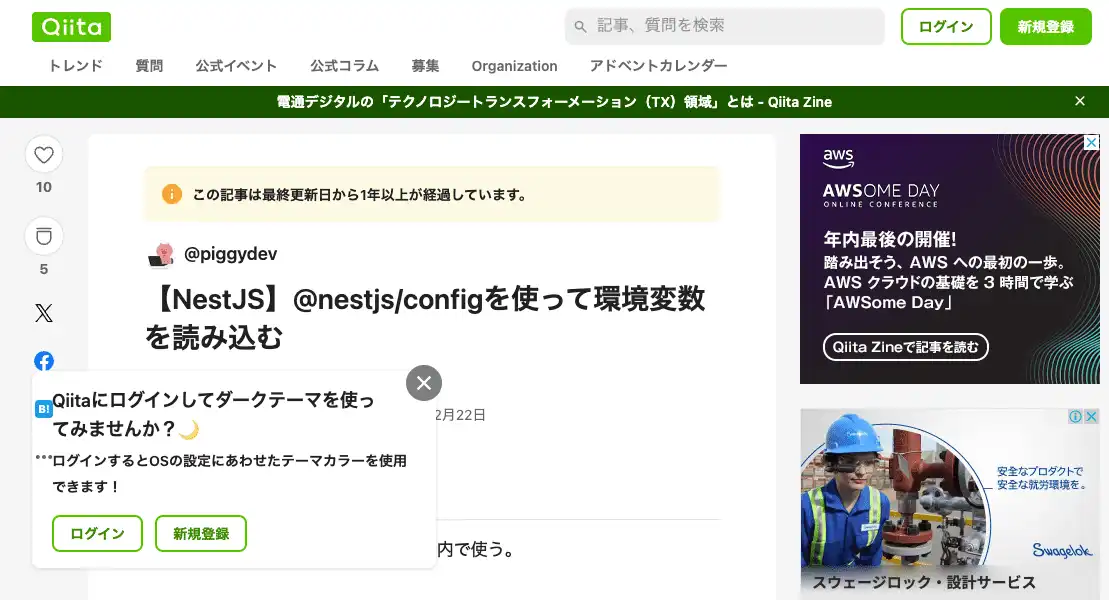 Qiita
記事、質問を検索
ログイン
新規登録
トレンド 質問 公式イベント 公式コラム 募集 Organization アドベントカレンダー
電通デジタルの「テクノロジートランスフォーメーション（TX）領域」とは - Qiita Zine
10
5
この記事は最終更新日から1年以上が経過しています。
@piggydev
【NestJS】@nestjs/configを使って環境変数
を読み込む
2月22日
B!
Qiitaにログインしてダークテーマを使っ
てみませんか？🌙
ログインするとOSの設定にあわせたテーマカラーを使用
できます！
ログイン
新規登録
内で使う。
aws
AWSOME DAY
ONLINE CONFERENCE
年内最後の開催!
踏み出そう、AWS への最初の一歩。
AWS クラウドの基礎を 3 時間で学ぶ
「AWSome Day」
Qiita Zineで記事を読む
安全なプロダクトで
安全な就労環境を。
Swagelok
スウェージロック・設計サービス